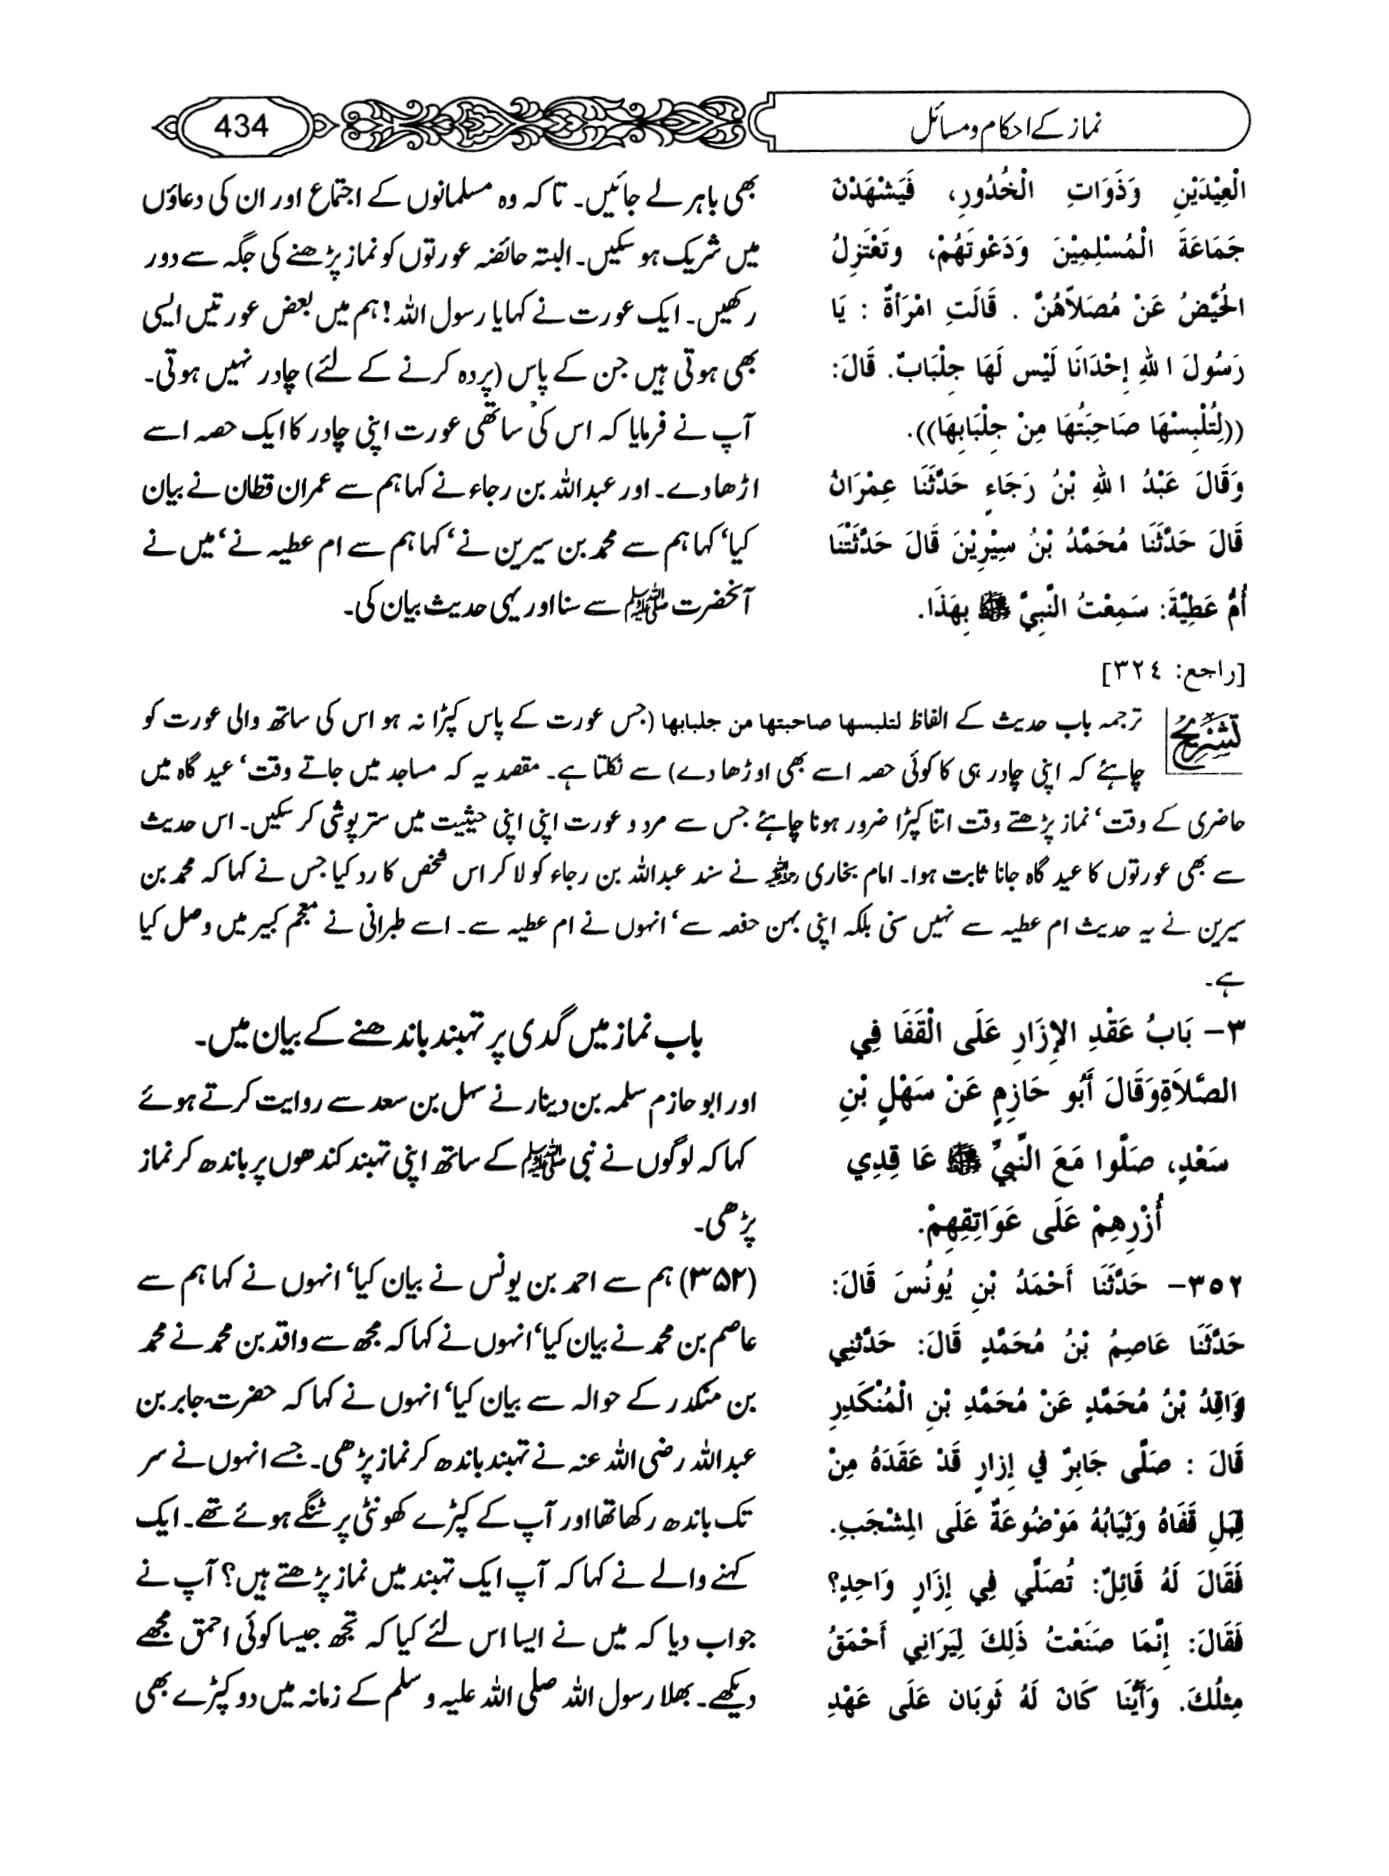 نماز کے احکام و مسائل
434
الْعِيْدَيْنِ وَذَوَاتِ الْخُدُورِ، فَيَشْهَدْنَ
جَمَاعَةَ الْمُسْلِمِيْنَ وَدَعْوَتَهُمْ، وَتَعْتَزِلُ
الحُيَّضُ عَنْ مُصَلاَّهُنَّ . قَالَتِ امْرَأَةٌ : يَا
رَسُولَ اللهِ إِحْدَانَا لَيْسَ لَهَا جِلْبَابٌ. قَالَ:
((لِتُلْبِسْهَا صَاحِبَتُهَا مِنْ جِلْبَابِهَا)).
وَقَالَ عَبْدُ اللهِ بْنُ رَجَاءٍ حَدَّثَنَا عِمْرَانُ
قَالَ حَدَّثَنَا مُحَمَّدُ بْنُ سِيْرِيْنَ قَالَ حَدَّثَتْنَا
أُمُّ عَطِيَّةَ: سَمِعْتُ النَّبِيَّ ﷺ بِهَذَا.
[راجع: ٣٢٤]
بھی باہر لے جائیں۔ تاکہ وہ مسلمانوں کے اجتماع اور ان کی دعاؤں
میں شریک ہو سکیں۔ البتہ حائضہ عورتوں کو نماز پڑھنے کی جگہ سے دور
رکھیں۔ ایک عورت نے کہا یا رسول اللہ! ہم میں بعض عورتیں ایسی
بھی ہوتی ہیں جن کے پاس (پردہ کرنے کے لئے) چادر نہیں ہوتی۔
آپ نے فرمایا کہ اس کی ساتھی عورت اپنی چادر کا ایک حصہ اسے
اڑھا دے۔ اور عبداللہ بن رجاء نے کہا ہم سے عمران قطان نے بیان
کیا‘ کہا ہم سے محمد بن سیرین نے‘ کہا ہم سے ام عطیہ نے‘ میں نے
آنحضرت ﷺ سے سنا اور یہی حدیث بیان کی۔
تشریح
ترجمہ باب حدیث کے الفاظ لتلبسها صاحبتها من جلبابها (جس عورت کے پاس کپڑا نہ ہو اس کی ساتھ والی عورت کو
چاہئے کہ اپنی چادر ہی کا کوئی حصہ اسے بھی اوڑھا دے) سے نکلتا ہے۔ مقصد یہ کہ مساجد میں جاتے وقت‘ عید گاہ میں
حاضری کے وقت‘ نماز پڑھتے وقت اتنا کپڑا ضرور ہونا چاہئے جس سے مرد و عورت اپنی اپنی حیثیت میں ستر پوشی کر سکیں۔ اس حدیث
سے بھی عورتوں کا عید گاہ جانا ثابت ہوا۔ امام بخاری رحمہ اللہ نے سند عبداللہ بن رجاء کو لا کر اس شخص کا رد کیا جس نے کہا کہ محمد بن
سیرین نے یہ حدیث ام عطیہ سے نہیں سنی بلکہ اپنی بہن حفصہ سے‘ انہوں نے ام عطیہ سے۔ اسے طبرانی نے معجم کبیر میں وصل کیا
ہے۔
٣- بَابُ عَقْدِ الإِزَارِ عَلَى الْقَفَا فِي
الصَّلاَةِوَقَالَ أَبُو حَازِمٍ عَنْ سَهْلِ بْنِ
سَعْدٍ، صَلَّوا مَعَ النَّبِيِّ ﷺ عَا قِدِي
أُزْرِهِمْ عَلَى عَوَاتِقِهِمْ.
باب نماز میں گدی پر تہبند باندھنے کے بیان میں۔
اور ابو حازم سلمہ بن دینار نے سہل بن سعد سے روایت کرتے ہوئے
کہا کہ لوگوں نے نبی ﷺ کے ساتھ اپنی تہبند کندھوں پر باندھ کر نماز
پڑھی۔
٣٥٢- حَدَّثَنَا أَحْمَدُ بْنِ يُونُسَ قَالَ:
حَدَّثَنَا عَاصِمُ بْنُ مُحَمَّدٍ قَالَ: حَدَّثَنِي
وَاقِدُ بْنُ مُحَمَّدٍ عَنْ مُحَمَّدِ بْنِ الْمُنْكَدِرِ
قَالَ : صَلَّى جَابِرٌ فِي إِزَارٍ قَدْ عَقَدَهُ مِنْ
قِبَلِ قَفَاهُ وَثِيَابُهُ مَوْضُوعَةٌ عَلَى المِشْجَبِ.
فَقَالَ لَهُ قَائِلٌ: تُصَلِّي فِي إِزَارٍ وَاحِدٍ؟
فَقَالَ: إِنَّمَا صَنَعْتُ ذَلِكَ لِيَرَانِي أَحْمَقُ
مِثلُكَ. وَأَيُّنَا كَانَ لَهُ ثَوبَانِ عَلَى عَهْدِ
(۳۵۲) ہم سے احمد بن یونس نے بیان کیا‘ انہوں نے کہا ہم سے
عاصم بن محمد نے بیان کیا‘ انہوں نے کہا کہ مجھ سے واقد بن محمد نے محمد
بن منکدر کے حوالہ سے بیان کیا‘ انہوں نے کہا کہ حضرت جابر بن
عبداللہ رضی اللہ عنہ نے تہبند باندھ کر نماز پڑھی۔ جسے انہوں نے سر
تک باندھ رکھا تھا اور آپ کے کپڑے کھونٹی پر ٹنگے ہوئے تھے۔ ایک
کہنے والے نے کہا کہ آپ ایک تہبند میں نماز پڑھتے ہیں؟ آپ نے
جواب دیا کہ میں نے ایسا اس لئے کیا کہ تجھ جیسا کوئی احمق مجھے
دیکھے۔ بھلا رسول اللہ صلی اللہ علیہ وسلم کے زمانہ میں دو کپڑے بھی